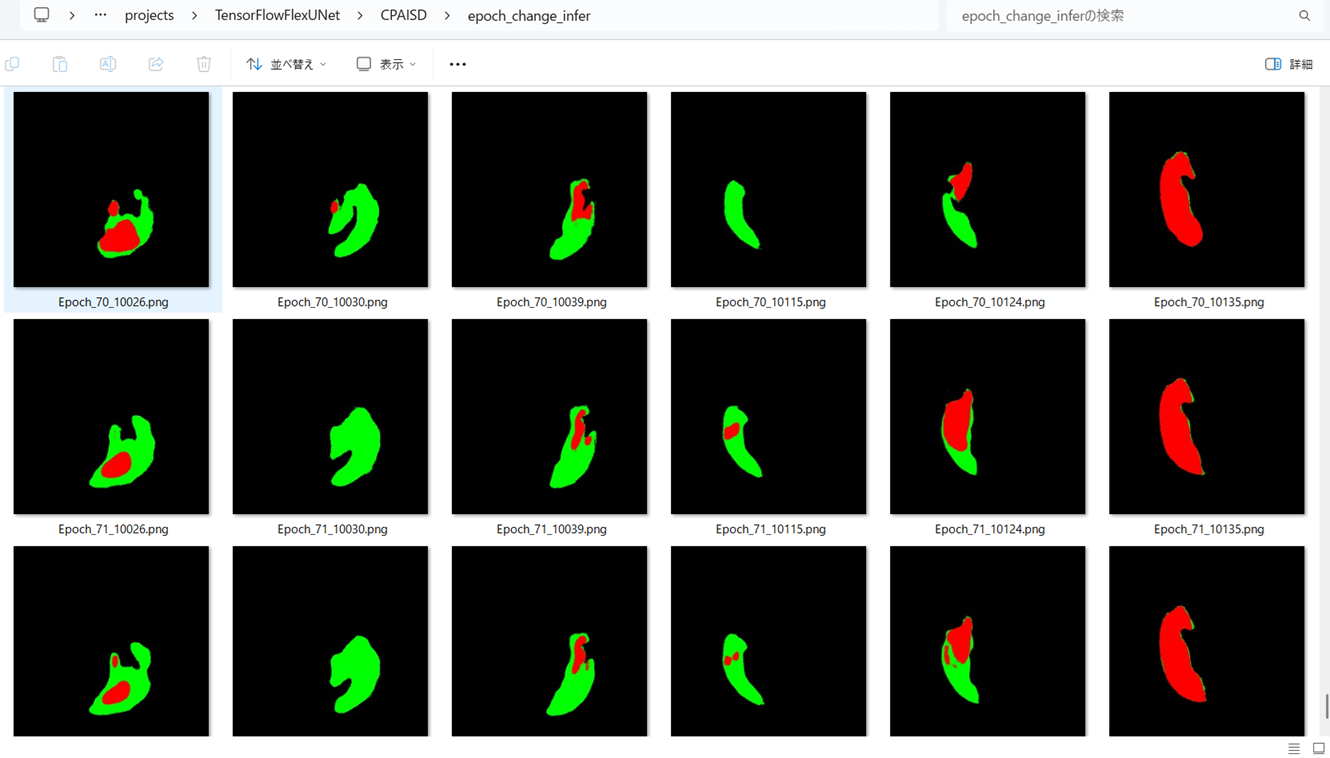 … projects > TensorFlowFlexUNet > CPAISD > epoch_change_infer
epoch_change_inferの検索
並べ替え 表示 … 詳細
Epoch_70_10026.png Epoch_70_10030.png Epoch_70_10039.png Epoch_70_10115.png Epoch_70_10124.png Epoch_70_10135.png
Epoch_71_10026.png Epoch_71_10030.png Epoch_71_10039.png Epoch_71_10115.png Epoch_71_10124.png Epoch_71_10135.png